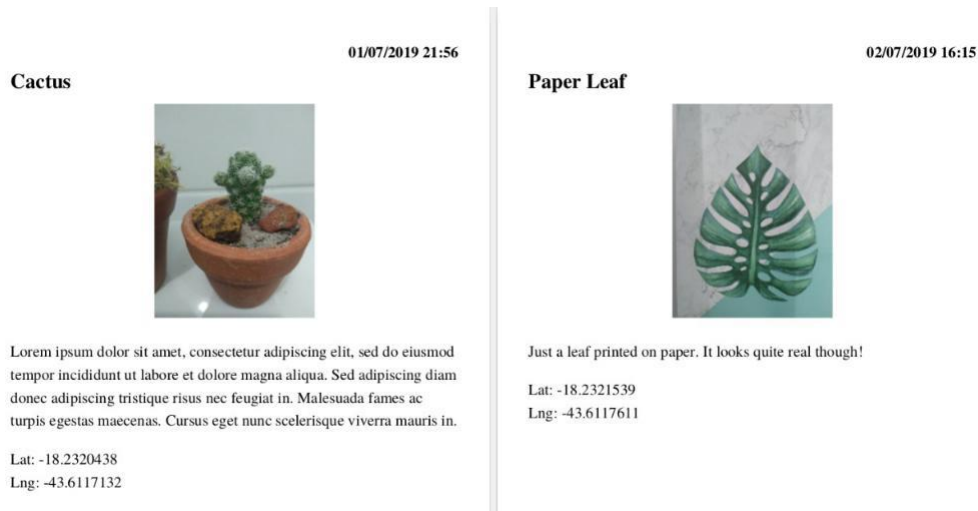 01/07/2019 21:56
Cactus
Lorem ipsum dolor sit amet, consectetur adipiscing elit, sed do eiusmod
tempor incididunt ut labore et dolore magna aliqua. Sed adipiscing diam
donec adipiscing tristique risus nec feugiat in. Malesuada fames ac
turpis egestas maecenas. Cursus eget nunc scelerisque viverra mauris in.
Lat: -18.2320438
Lng: -43.6117132
02/07/2019 16:15
Paper Leaf
Just a leaf printed on paper. It looks quite real though!
Lat: -18.2321539
Lng: -43.6117611